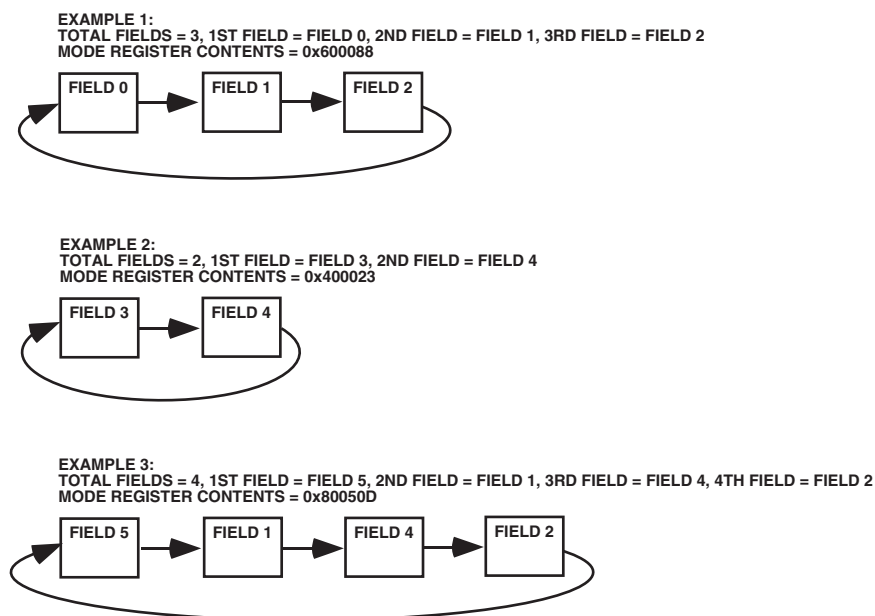 EXAMPLE 1:
TOTAL FIELDS = 3, 1ST FIELD = FIELD 0, 2ND FIELD = FIELD 1, 3RD FIELD = FIELD 2
MODE REGISTER CONTENTS = 0x600088
FIELD 0 FIELD 1 FIELD 2
EXAMPLE 2:
TOTAL FIELDS = 2, 1ST FIELD = FIELD 3, 2ND FIELD = FIELD 4
MODE REGISTER CONTENTS = 0x400023
FIELD 3 FIELD 4
EXAMPLE 3:
TOTAL FIELDS = 4, 1ST FIELD = FIELD 5, 2ND FIELD = FIELD 1, 3RD FIELD = FIELD 4, 4TH FIELD = FIELD 2
MODE REGISTER CONTENTS = 0x80050D
FIELD 5 FIELD 1 FIELD 4 FIELD 2